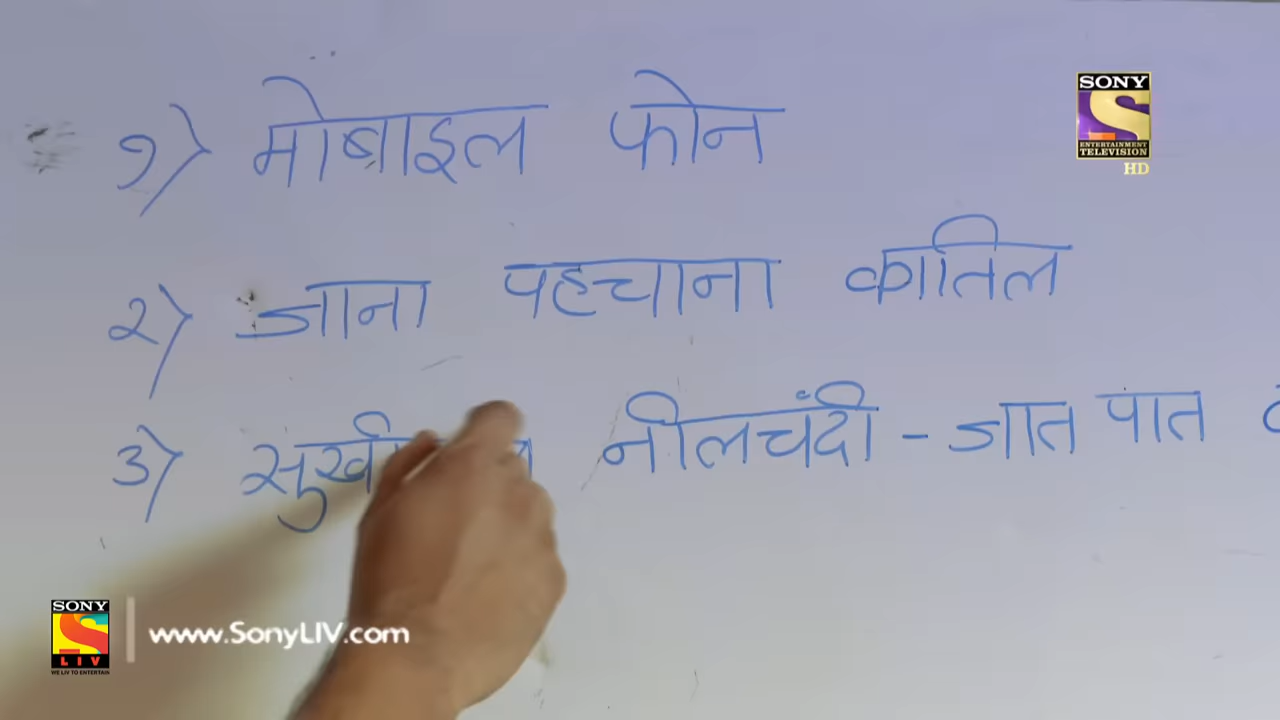 १) मोबाइल फोन
SONY
ENTERTAINMENT
TELEVISION
HD
२) जाना पहचाना कातिल
३) नीलचंदी - जात पात
SONY
LIV
WE LIV TO ENTERTAIN
www.SonyLIV.com